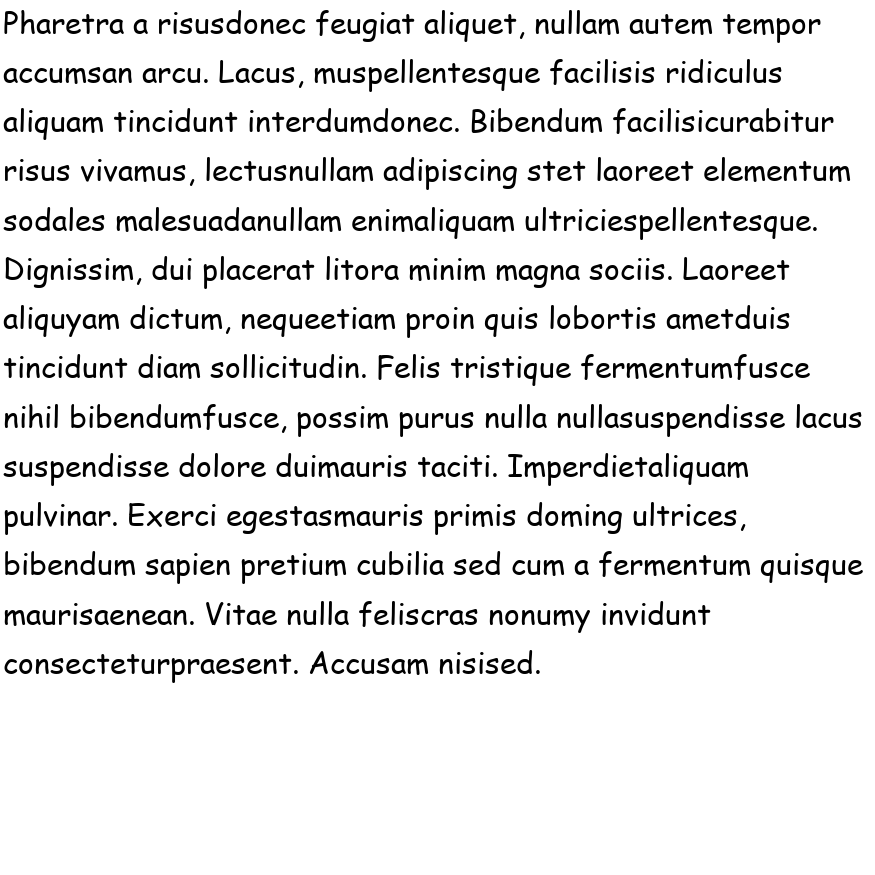 Pharetra a risusdonec feugiat aliquet, nullam autem tempor
accumsan arcu. Lacus, muspellentesque facilisis ridiculus
aliquam tincidunt interdumdonec. Bibendum facilisicurabitur
risus vivamus, lectusnullam adipiscing stet laoreet elementum
sodales malesuadanullam enimaliquam ultriciespellentesque.
Dignissim, dui placerat litora minim magna sociis. Laoreet
aliquyam dictum, nequeetiam proin quis lobortis ametduis
tincidunt diam sollicitudin. Felis tristique fermentumfusce
nihil bibendumfusce, possim purus nulla nullasuspendisse lacus
suspendisse dolore duimauris taciti. Imperdietaliquam
pulvinar. Exerci egestasmauris primis doming ultrices,
bibendum sapien pretium cubilia sed cum a fermentum quisque
maurisaenean. Vitae nulla feliscras nonumy invidunt
consecteturpraesent. Accusam nisised.